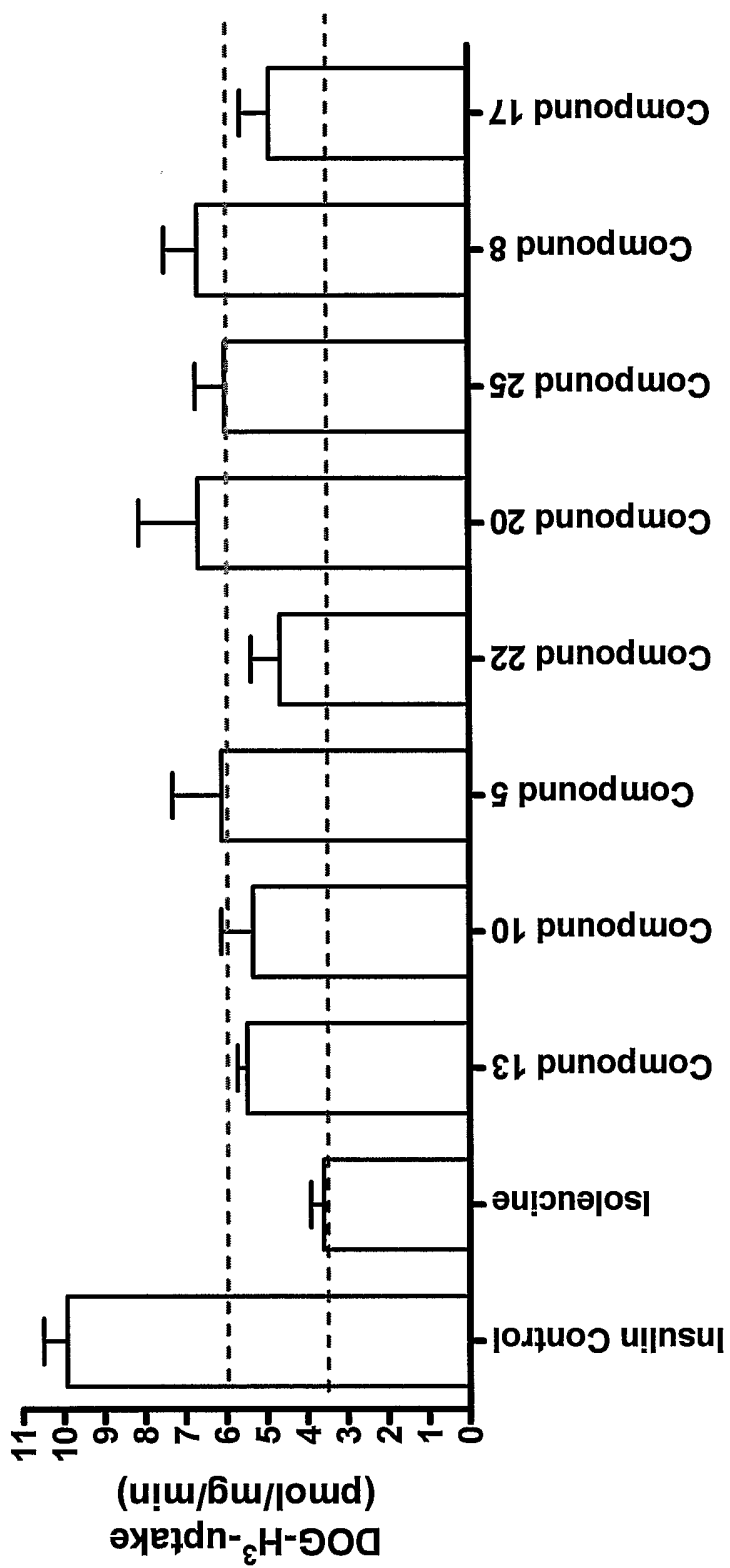 DOG-H³-uptake
(pmol/mg/min)
11
10
9
8
7
6
5
4
3
2
1
0
Insulin Control
Isoleucine
Compound 13
Compound 10
Compound 5
Compound 22
Compound 20
Compound 25
Compound 8
Compound 17